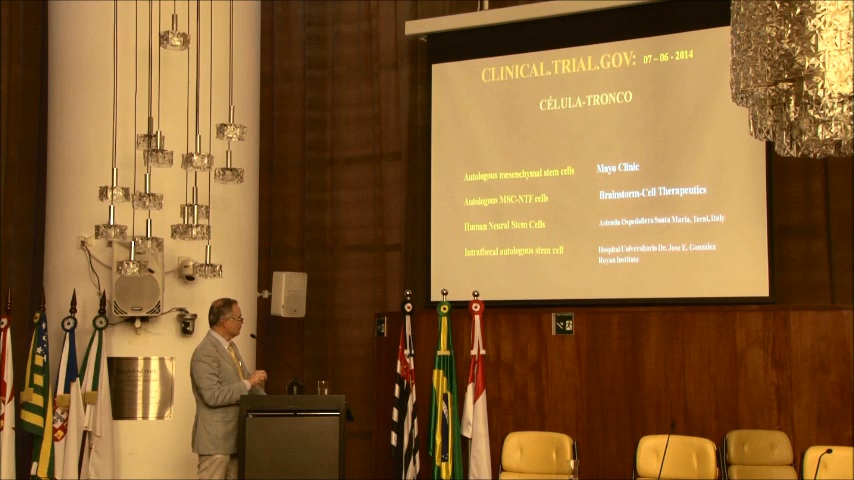 CLINICAL.TRIAL.GOV: 07 – 06 - 2014
CÉLULA-TRONCO
Autologous mesenchymal stem cells Mayo Clinic
Autologous MSC-NTF cells Brainstorm-Cell Therapeutics
Human Neural Stem Cells Azienda Ospedaliera Santa Maria, Terni, Italy
Intrathecal autologous stem cell Hospital Universitario Dr. Jose E. Gonzalez
Royan Institute